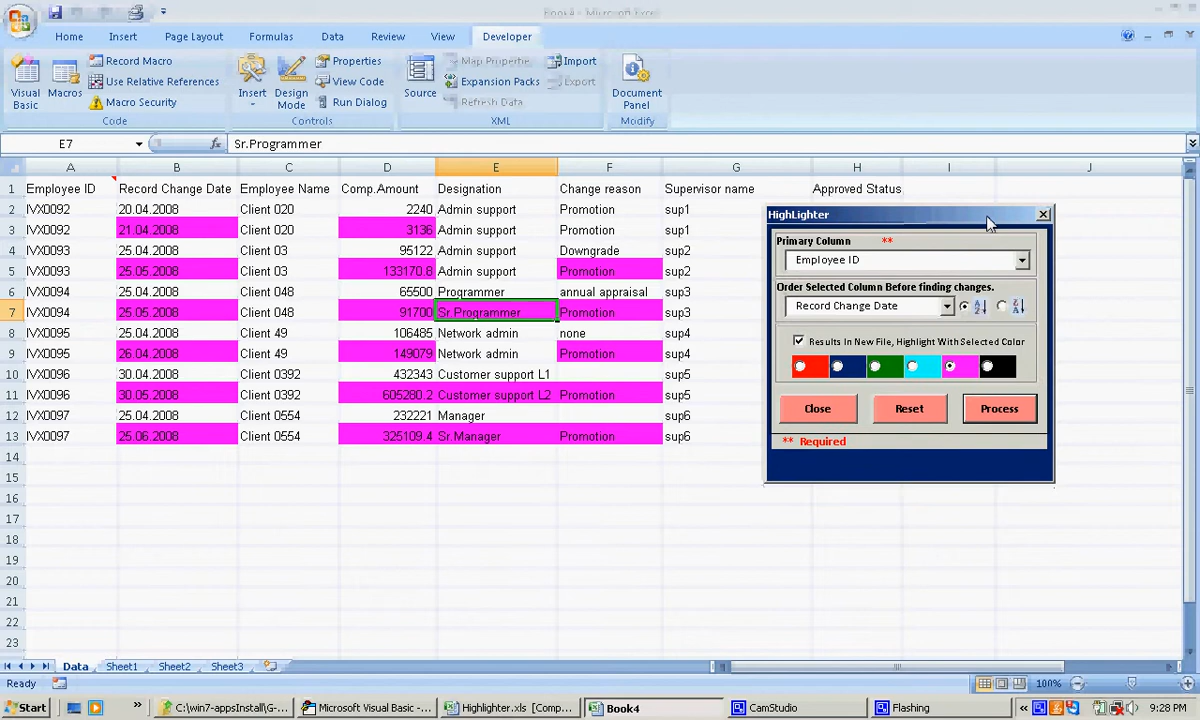 Book4 - Microsoft Excel
Home Insert Page Layout Formulas Data Review View Developer
Visual Basic
Macros
Record Macro
Use Relative References
Macro Security
Code
Insert
Design Mode
Properties
View Code
Run Dialog
Controls
Source
Map Properties
Expansion Packs
Refresh Data
Import
Export
XML
Document Panel
Modify
E7 fx Sr.Programmer
A B C D E F G H I J
1 Employee ID Record Change Date Employee Name Comp.Amount Designation Change reason Supervisor name Approved Status
2 IVX0092 20.04.2008 Client 020 2240 Admin support Promotion sup1
3 IVX0092 21.04.2008 Client 020 3136 Admin support Promotion sup1
4 IVX0093 25.04.2008 Client 03 95122 Admin support Downgrade sup2
5 IVX0093 25.05.2008 Client 03 133170.8 Admin support Promotion sup2
6 IVX0094 25.04.2008 Client 048 65500 Programmer annual appraisal sup3
7 IVX0094 25.05.2008 Client 048 91700 Sr.Programmer Promotion sup3
8 IVX0095 25.04.2008 Client 49 106485 Network admin none sup4
9 IVX0095 26.04.2008 Client 49 149079 Network admin Promotion sup4
10 IVX0096 30.04.2008 Client 0392 432343 Customer support L1 sup5
11 IVX0096 30.05.2008 Client 0392 605280.2 Customer support L2 Promotion sup5
12 IVX0097 25.04.2008 Client 0554 232221 Manager sup6
13 IVX0097 25.06.2008 Client 0554 325109.4 Sr.Manager Promotion sup6
14
15
16
17
18
19
20
21
22
23
HighLighter
Primary Column **
Employee ID
Order Selected Column Before finding changes.
Record Change Date
A Z
Z A
Results In New File, Highlight With Selected Color
Close Reset Process
** Required
Data Sheet1 Sheet2 Sheet3
Ready 100%
Start » C:\win7-appsInstall\G-... Microsoft Visual Basic -... Highlighter.xls [Comp... Book4 CamStudio Flashing « 9:28 PM